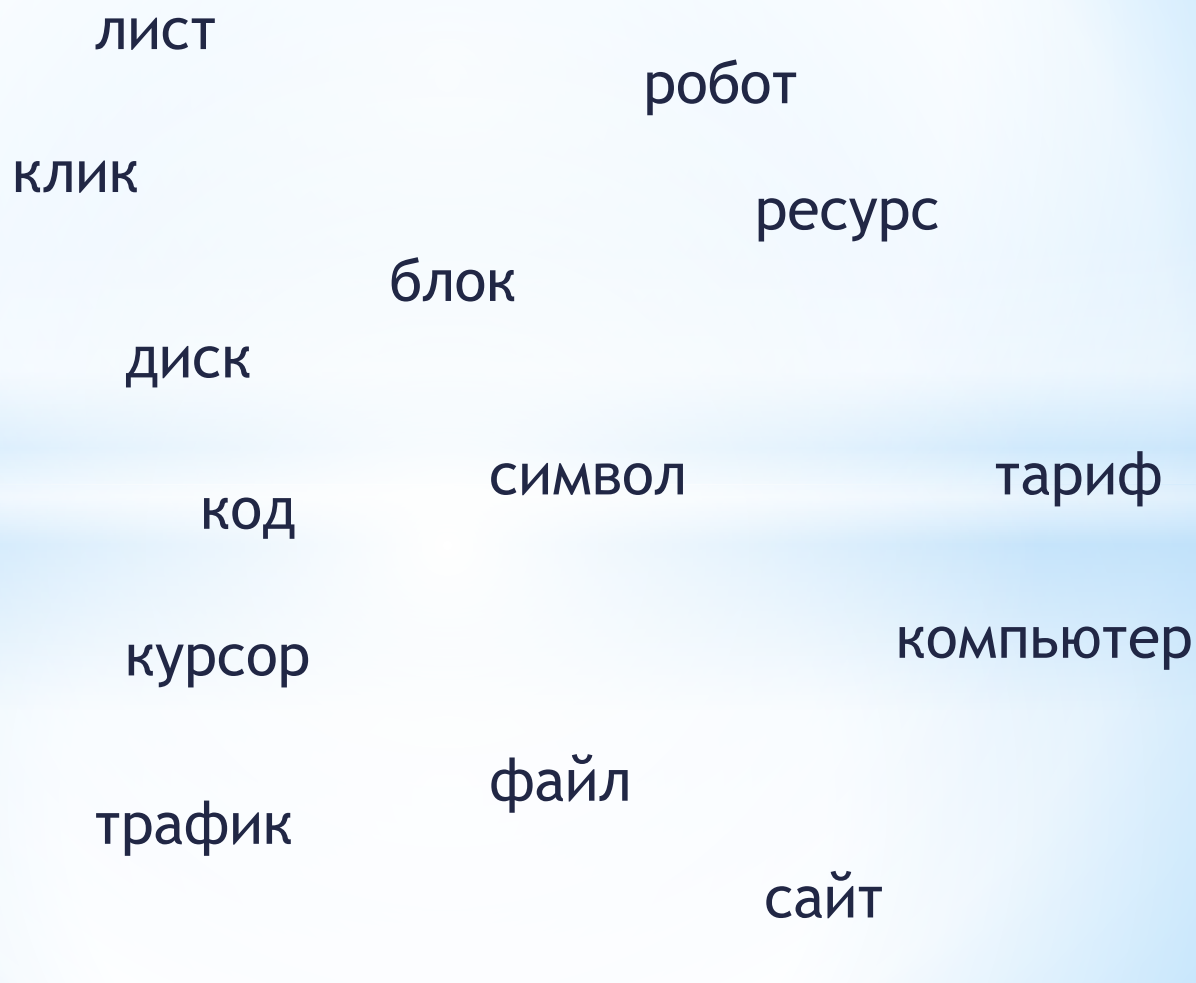 лист
робот
клик
ресурс
блок
диск
символ
тариф
код
компьютер
курсор
файл
трафик
сайт